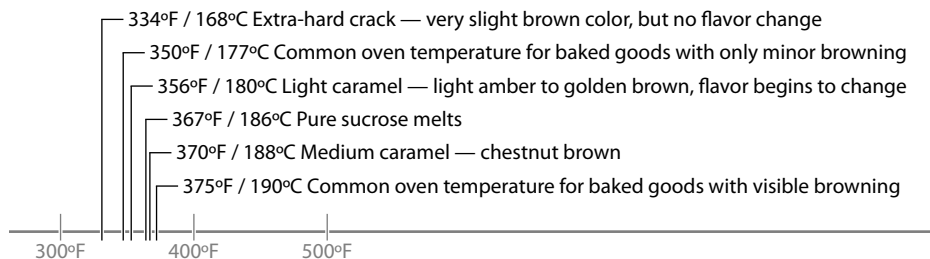 334ºF / 168ºC Extra-hard crack — very slight brown color, but no flavor change
350ºF / 177ºC Common oven temperature for baked goods with only minor browning
356ºF / 180ºC Light caramel — light amber to golden brown, flavor begins to change
367ºF / 186ºC Pure sucrose melts
370ºF / 188ºC Medium caramel — chestnut brown
375ºF / 190ºC Common oven temperature for baked goods with visible browning
300ºF 400ºF 500ºF